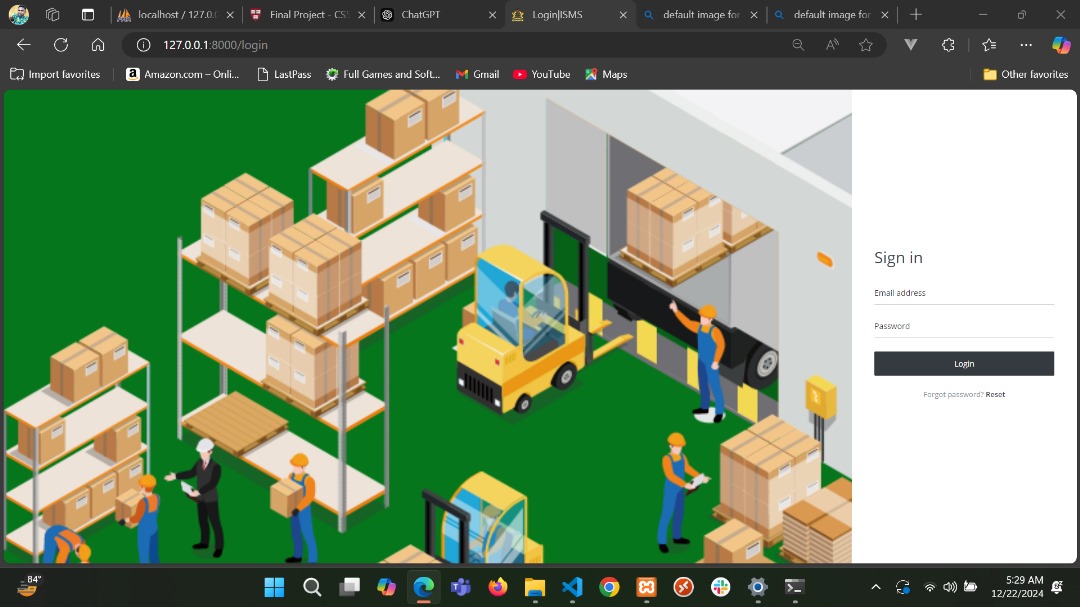 localhost / 127.0.
Final Project - CS
ChatGPT
Login|ISMS
default image for
default image for
127.0.0.1:8000/login
Import favorites
Amazon.com – Onli...
LastPass
Full Games and Soft...
Gmail
YouTube
Maps
Other favorites
Sign in
Email address
Password
Login
Forgot password? Reset
84°
5:29 AM
12/22/2024